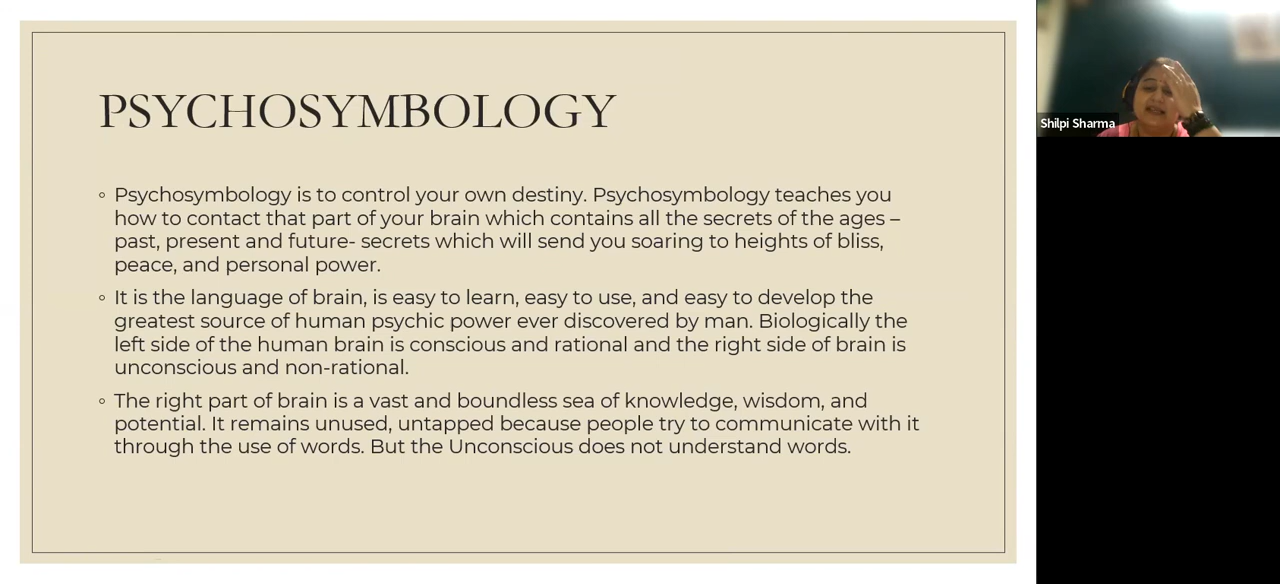 PSYCHOSYMBOLOGY
◦ Psychosymbology is to control your own destiny. Psychosymbology teaches you
how to contact that part of your brain which contains all the secrets of the ages –
past, present and future- secrets which will send you soaring to heights of bliss,
peace, and personal power.
◦ It is the language of brain, is easy to learn, easy to use, and easy to develop the
greatest source of human psychic power ever discovered by man. Biologically the
left side of the human brain is conscious and rational and the right side of brain is
unconscious and non-rational.
◦ The right part of brain is a vast and boundless sea of knowledge, wisdom, and
potential. It remains unused, untapped because people try to communicate with it
through the use of words. But the Unconscious does not understand words.
Shilpi Sharma